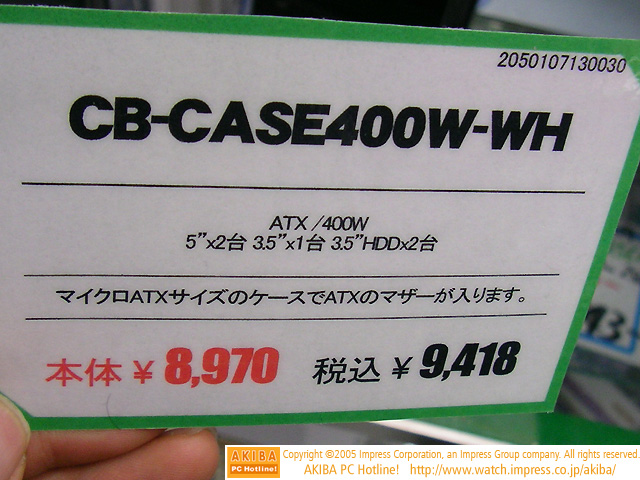 2050107130030
CB-CASE400W-WH
ATX /400W
5”x2台 3.5”x1台 3.5”HDDx2台
マイクロATXサイズのケースでATXのマザーが入ります。
本体 ¥ 8,970 税込 ¥ 9,418
AKIBA
PC Hotline!
Copyright ©2005 Impress Corporation, an Impress Group company. All rights reserved.
AKIBA PC Hotline! http://www.watch.impress.co.jp/akiba/